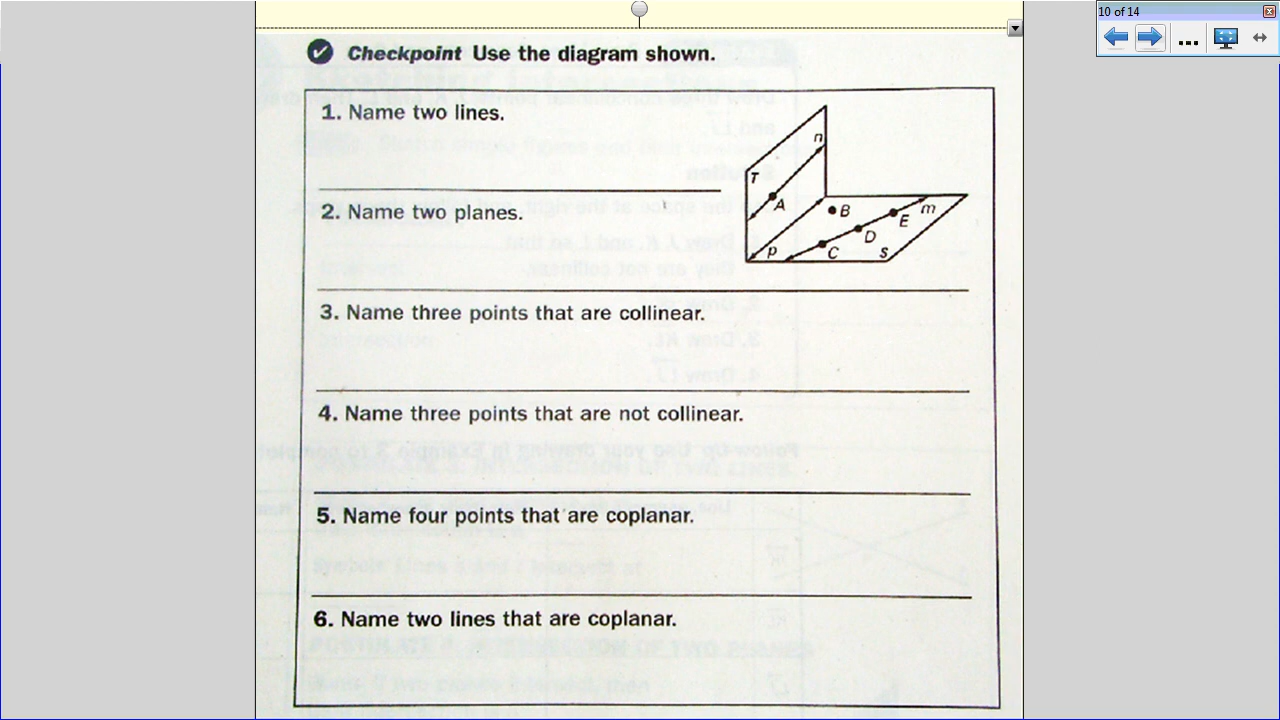 10 of 14
Checkpoint Use the diagram shown.
1. Name two lines.
n
T
A
B
E
m
D
p
C
S
2. Name two planes.
3. Name three points that are collinear.
4. Name three points that are not collinear.
5. Name four points that are coplanar.
6. Name two lines that are coplanar.